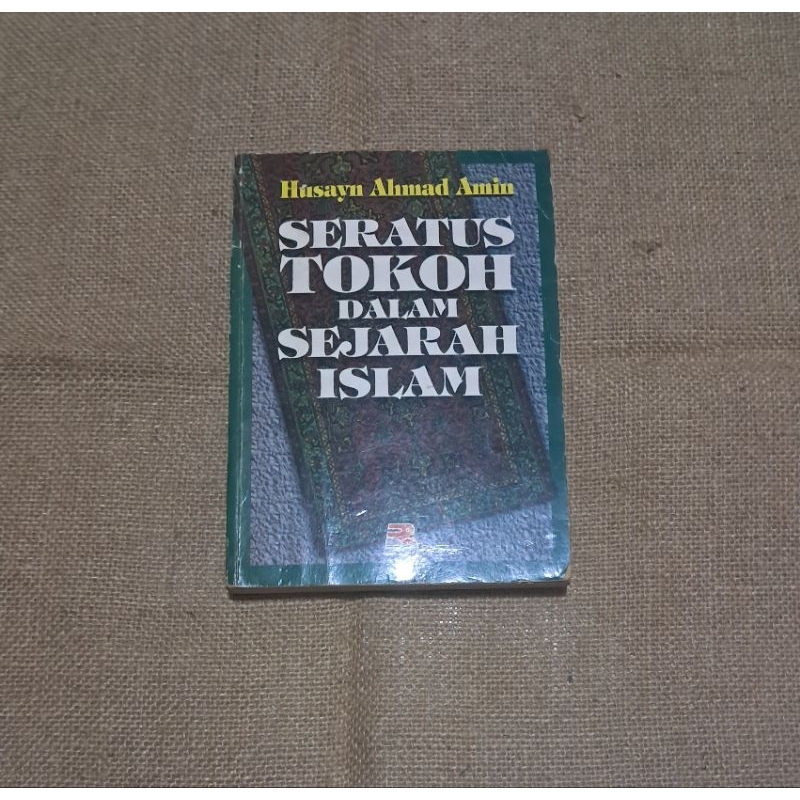 Husayn Ahmad Amin
SERATUS
TOKOH
DALAM
SEJARAH
ISLAM